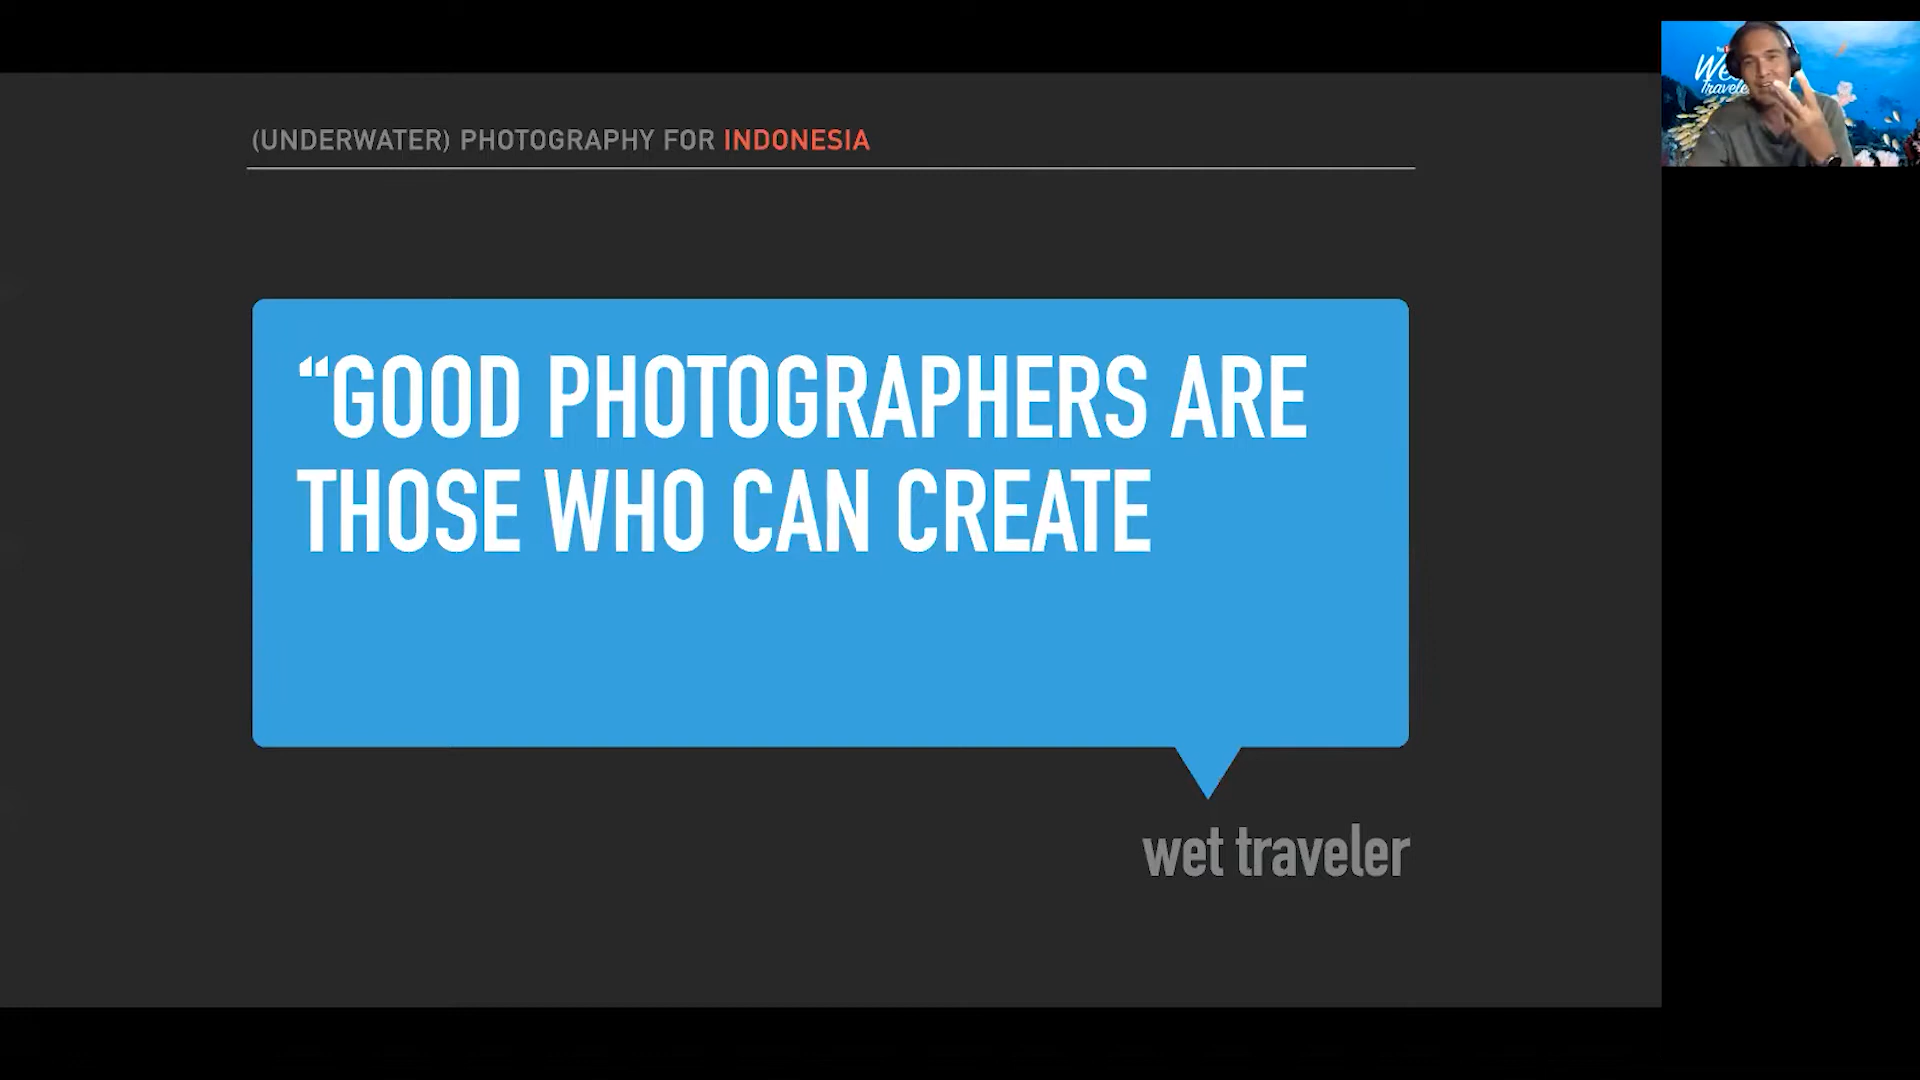 (UNDERWATER) PHOTOGRAPHY FOR INDONESIA
“GOOD PHOTOGRAPHERS ARE
THOSE WHO CAN CREATE
wet traveler